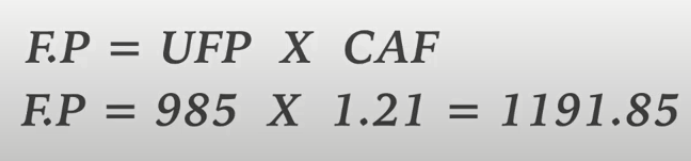 F.P = UFP X CAF
F.P = 985 X 1.21 = 1191.85